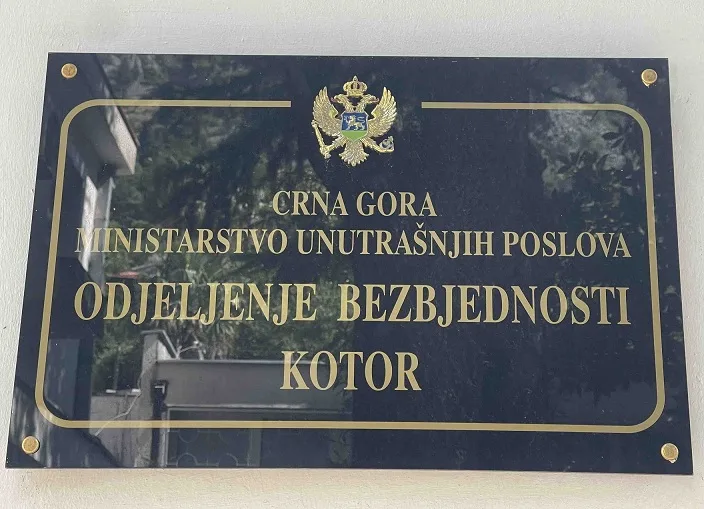 CRNA GORA
MINISTARSTVO UNUTRAŠNJIH POSLOVA
ODJELJENJE BEZBJEDNOSTI
KOTOR